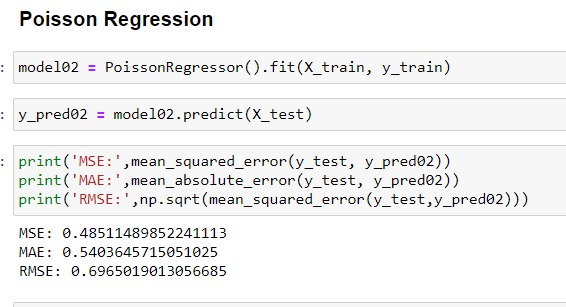 Poisson Regression
: model02 = PoissonRegressor().fit(X_train, y_train)
: y_pred02 = model02.predict(X_test)
: print('MSE:',mean_squared_error(y_test, y_pred02))
print('MAE:',mean_absolute_error(y_test, y_pred02))
print('RMSE:',np.sqrt(mean_squared_error(y_test,y_pred02)))
MSE: 0.48511489852241113
MAE: 0.5403645715051025
RMSE: 0.6965019013056685